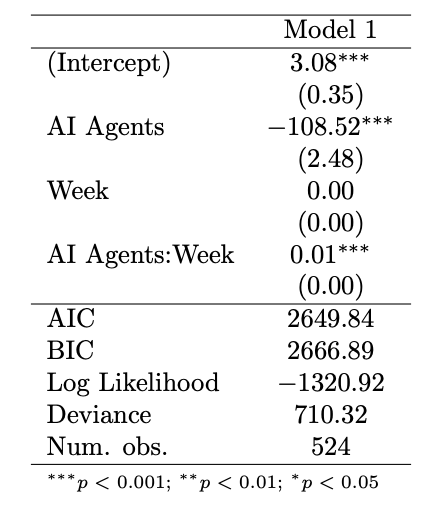 Model 1
(Intercept) 3.08***
(0.35)
AI Agents −108.52***
(2.48)
Week 0.00
(0.00)
AI Agents:Week 0.01***
(0.00)
AIC 2649.84
BIC 2666.89
Log Likelihood −1320.92
Deviance 710.32
Num. obs. 524
***p < 0.001; **p < 0.01; *p < 0.05